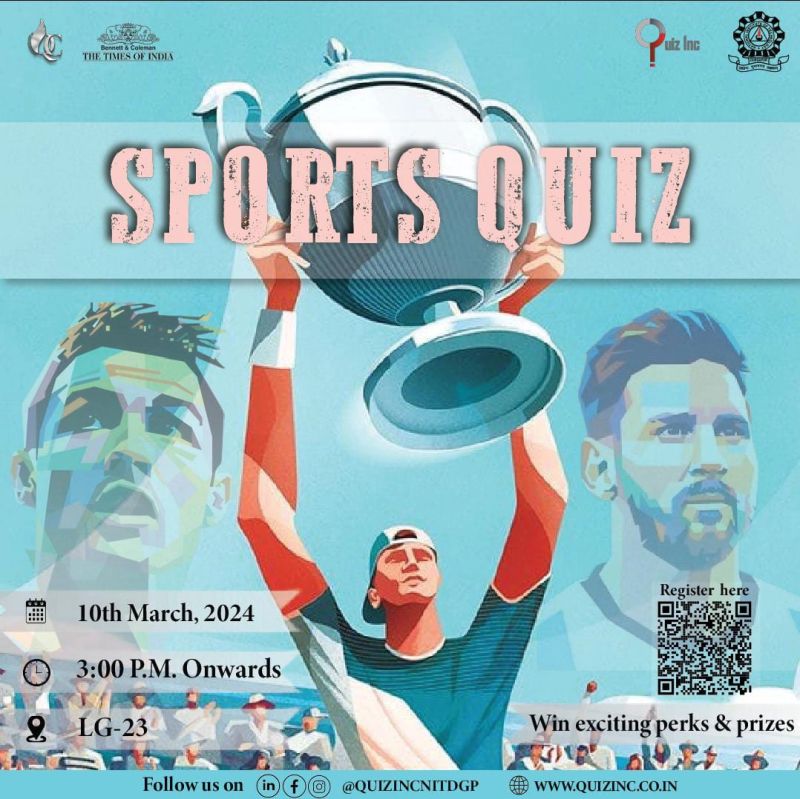 Bennett & Coleman
THE TIMES OF INDIA
Quiz Inc
SPORTS QUIZ
10th March, 2024
3:00 P.M. Onwards
LG-23
Register here
Win exciting perks & prizes
Follow us on @QUIZINCNITDGP WWW.QUIZINC.CO.IN